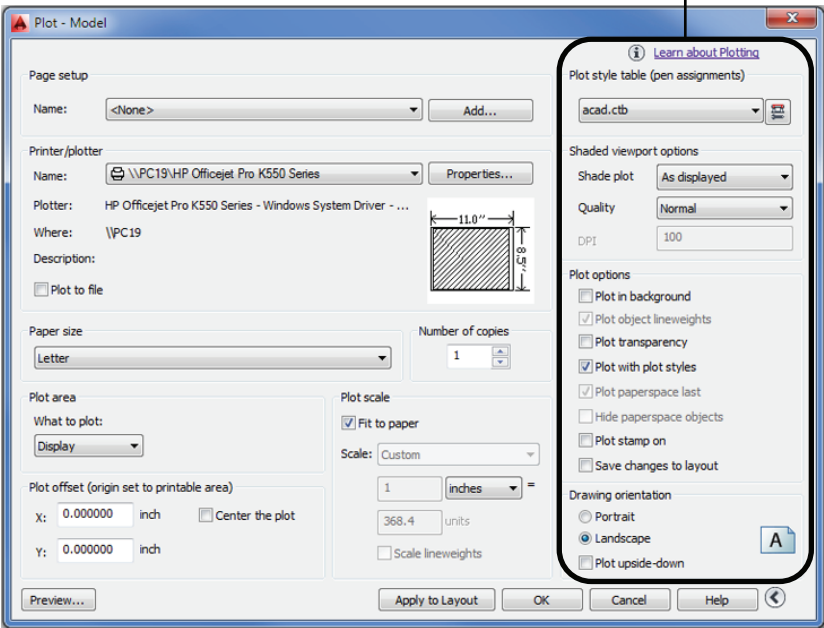 Plot - Model
Learn about Plotting
Page setup
Name:
<None>
Add...
Printer/plotter
Name:
\\PC19\HP Officejet Pro K550 Series
Properties...
Plotter:
HP Officejet Pro K550 Series - Windows System Driver - ...
Where:
\\PC19
Description:
Plot to file
11.0''
8.5''
Paper size
Letter
Number of copies
1
Plot area
What to plot:
Display
Plot offset (origin set to printable area)
X:
0.000000
inch
Center the plot
Y:
0.000000
inch
Plot scale
Fit to paper
Scale:
Custom
1
inches
=
368.4
units
Scale lineweights
Plot style table (pen assignments)
acad.ctb
Shaded viewport options
Shade plot
As displayed
Quality
Normal
DPI
100
Plot options
Plot in background
Plot object lineweights
Plot transparency
Plot with plot styles
Plot paperspace last
Hide paperspace objects
Plot stamp on
Save changes to layout
Drawing orientation
Portrait
Landscape
Plot upside-down
A
Preview...
Apply to Layout
OK
Cancel
Help